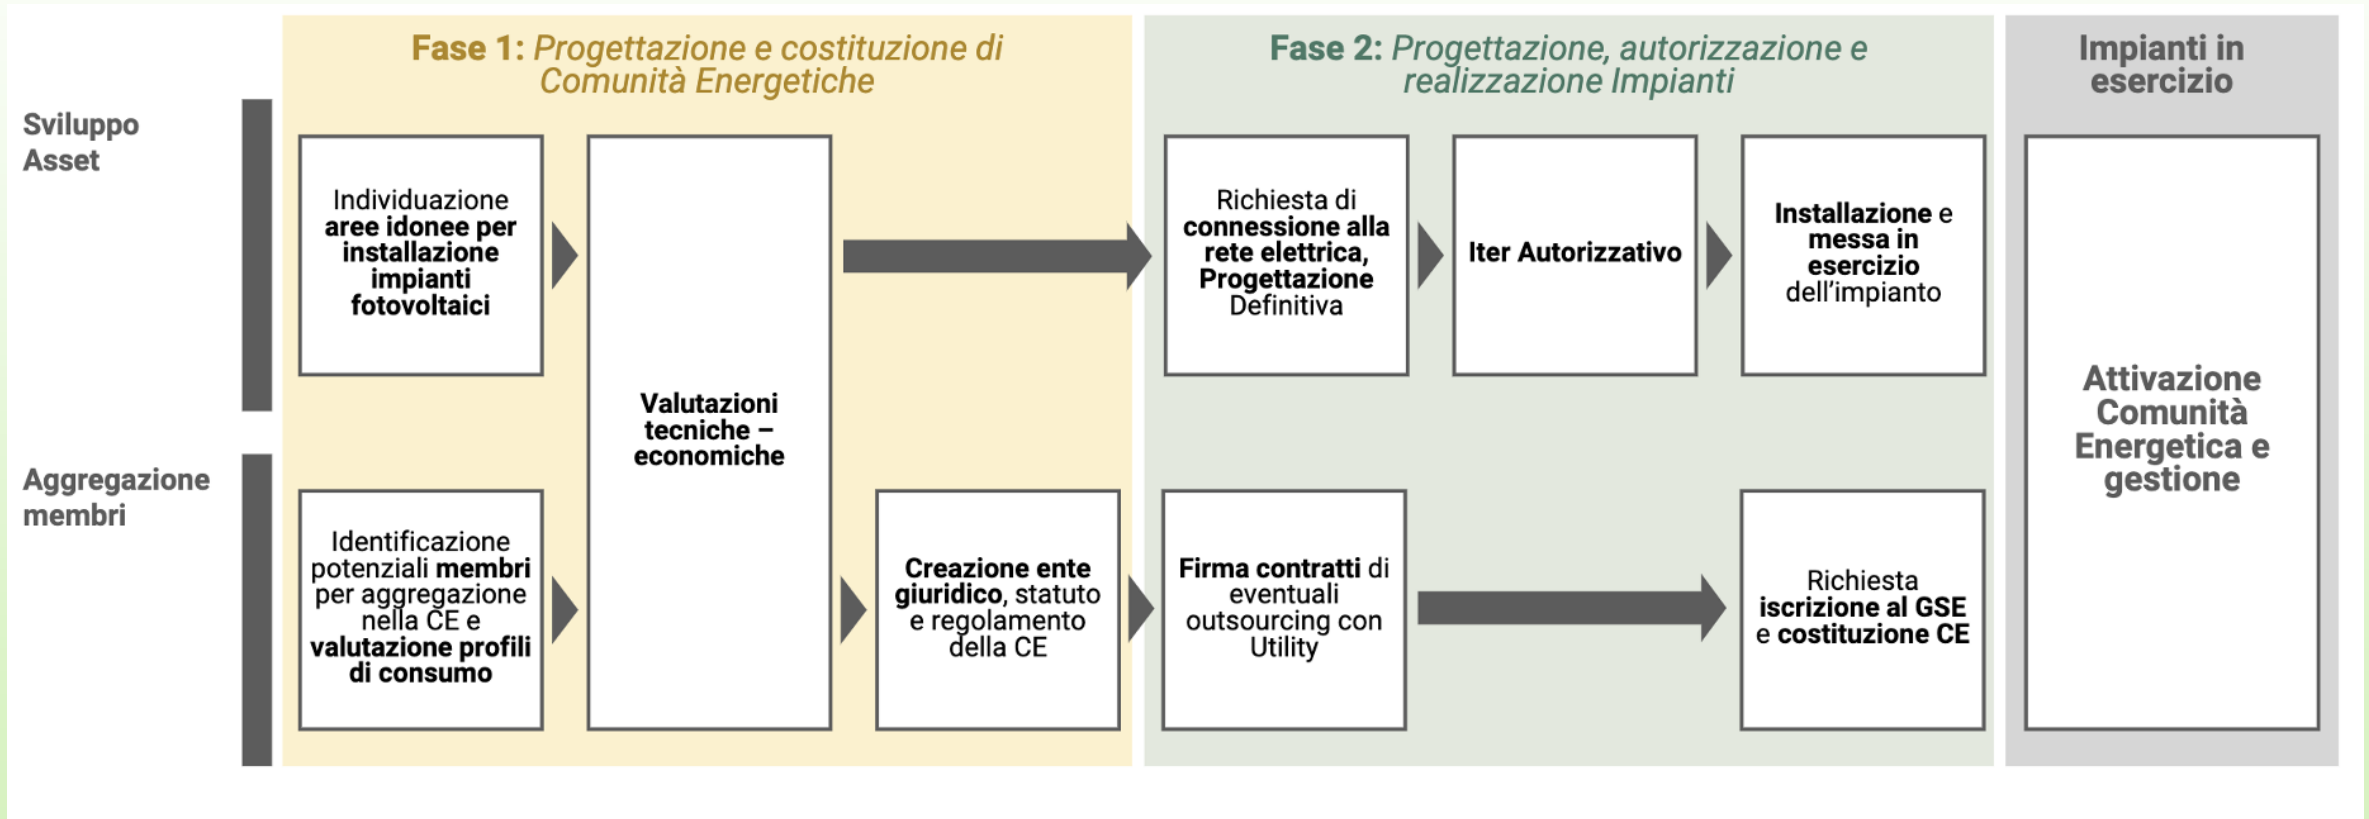 Fase 1: Progettazione e costituzione di
Comunità Energetiche
Fase 2: Progettazione, autorizzazione e
realizzazione Impianti
Impianti in
esercizio
Sviluppo
Asset
Individuazione
aree idonee per
installazione
impianti
fotovoltaici
Valutazioni
tecniche –
economiche
Richiesta di
connessione alla
rete elettrica,
Progettazione
Definitiva
Iter Autorizzativo
Installazione e
messa in
esercizio
dell’impianto
Attivazione
Comunità
Energetica e
gestione
Aggregazione
membri
Identificazione
potenziali membri
per aggregazione
nella CE e
valutazione profili
di consumo
Creazione ente
giuridico, statuto
e regolamento
della CE
Firma contratti di
eventuali
outsourcing con
Utility
Richiesta
iscrizione al GSE
e costituzione CE